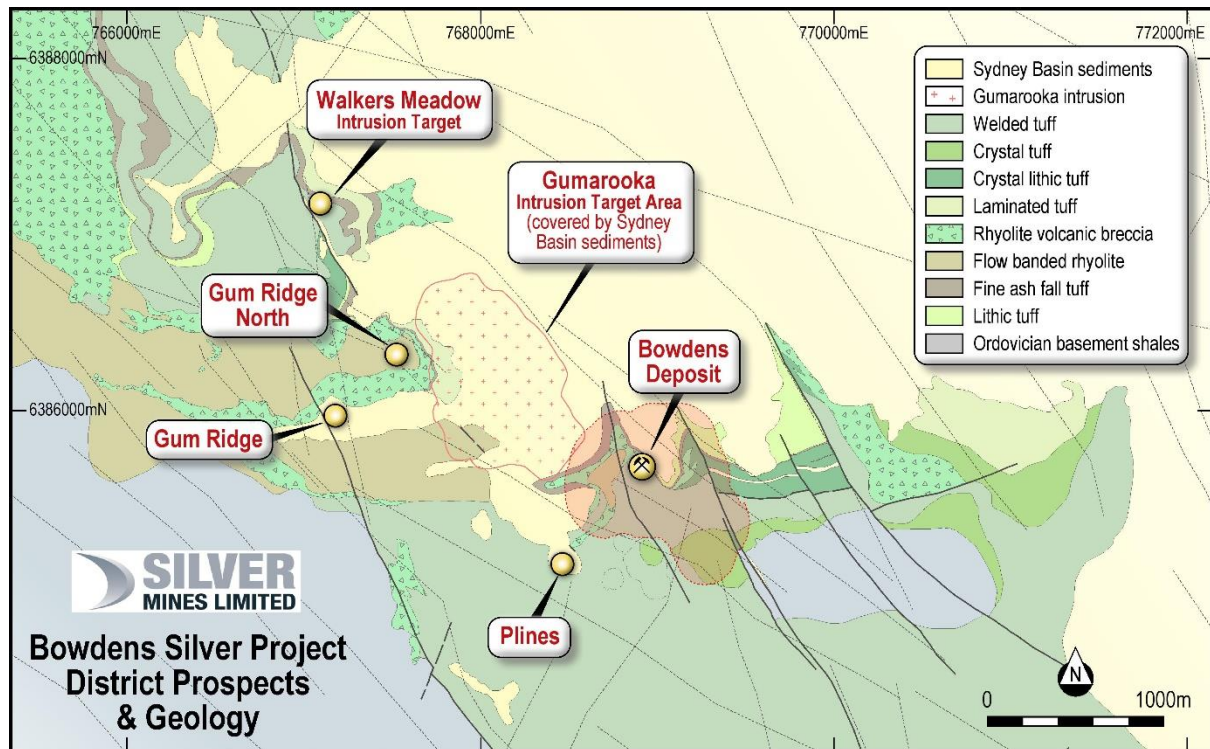 766000mE
768000mE
770000mE
772000mE
6388000mN
Walkers Meadow
Intrusion Target
Gumarooka
Intrusion Target Area
(covered by Sydney
Basin sediments)
Gum Ridge
North
Bowdens
Deposit
6386000mN
Gum Ridge
Plines
Sydney Basin sediments
Gumarooka intrusion
Welded tuff
Crystal tuff
Crystal lithic tuff
Laminated tuff
Rhyolite volcanic breccia
Flow banded rhyolite
Fine ash fall tuff
Lithic tuff
Ordovician basement shales
SILVER
MINES LIMITED
Bowdens Silver Project
District Prospects
& Geology
N
0 1000m